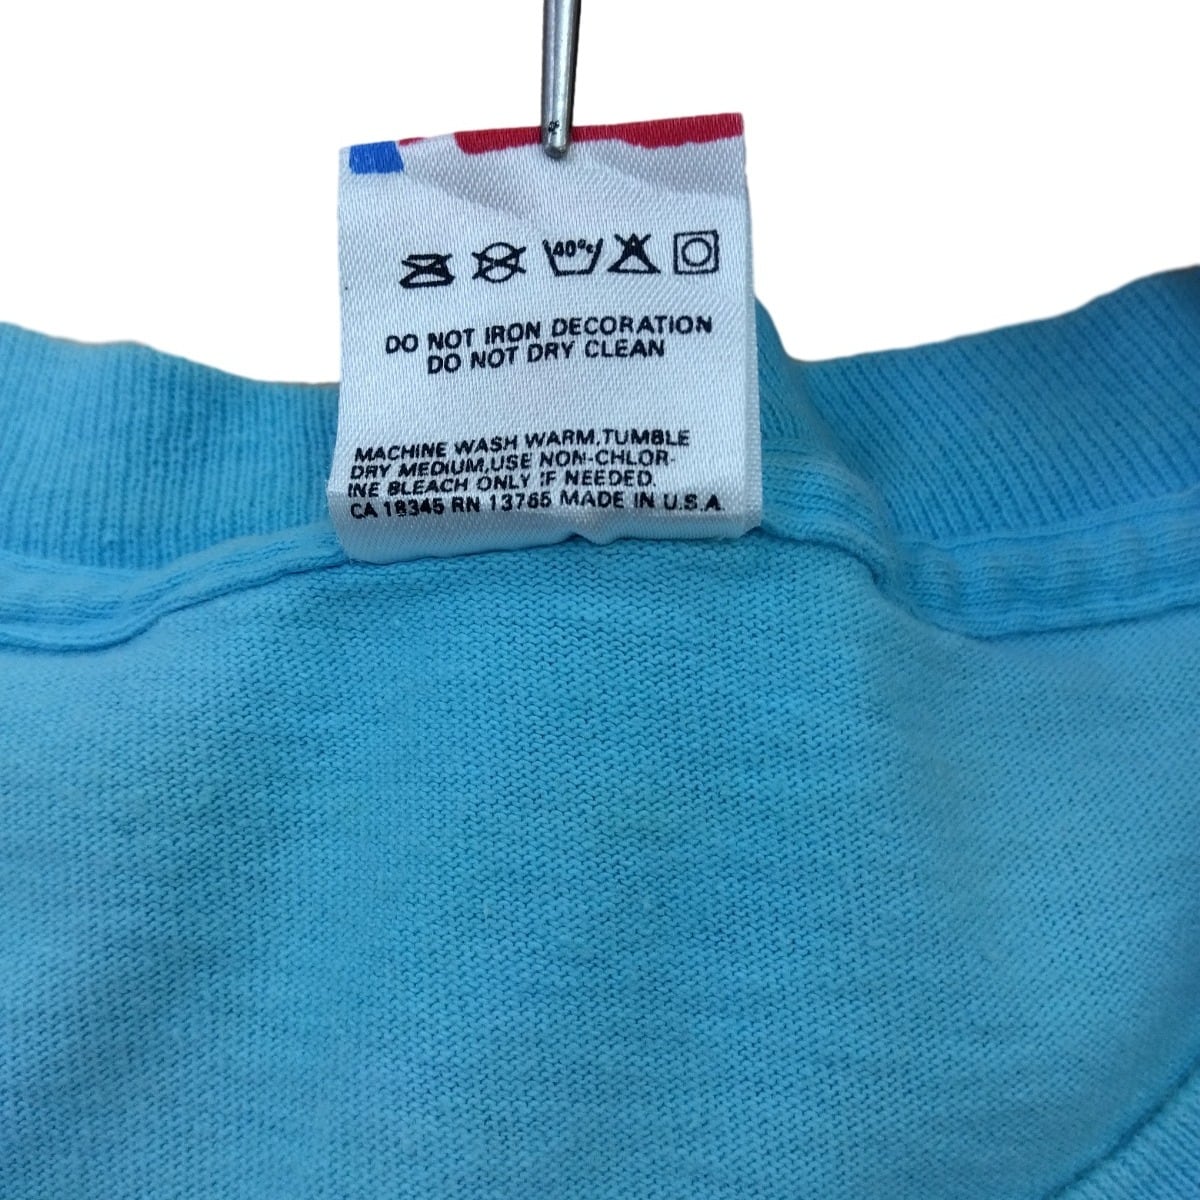 40°c
DO NOT IRON DECORATION
DO NOT DRY CLEAN
MACHINE WASH WARM,TUMBLE
DRY MEDIUM,USE NON-CHLOR-
INE BLEACH ONLY IF NEEDED.
CA 18345 RN 13765 MADE IN U.S.A.